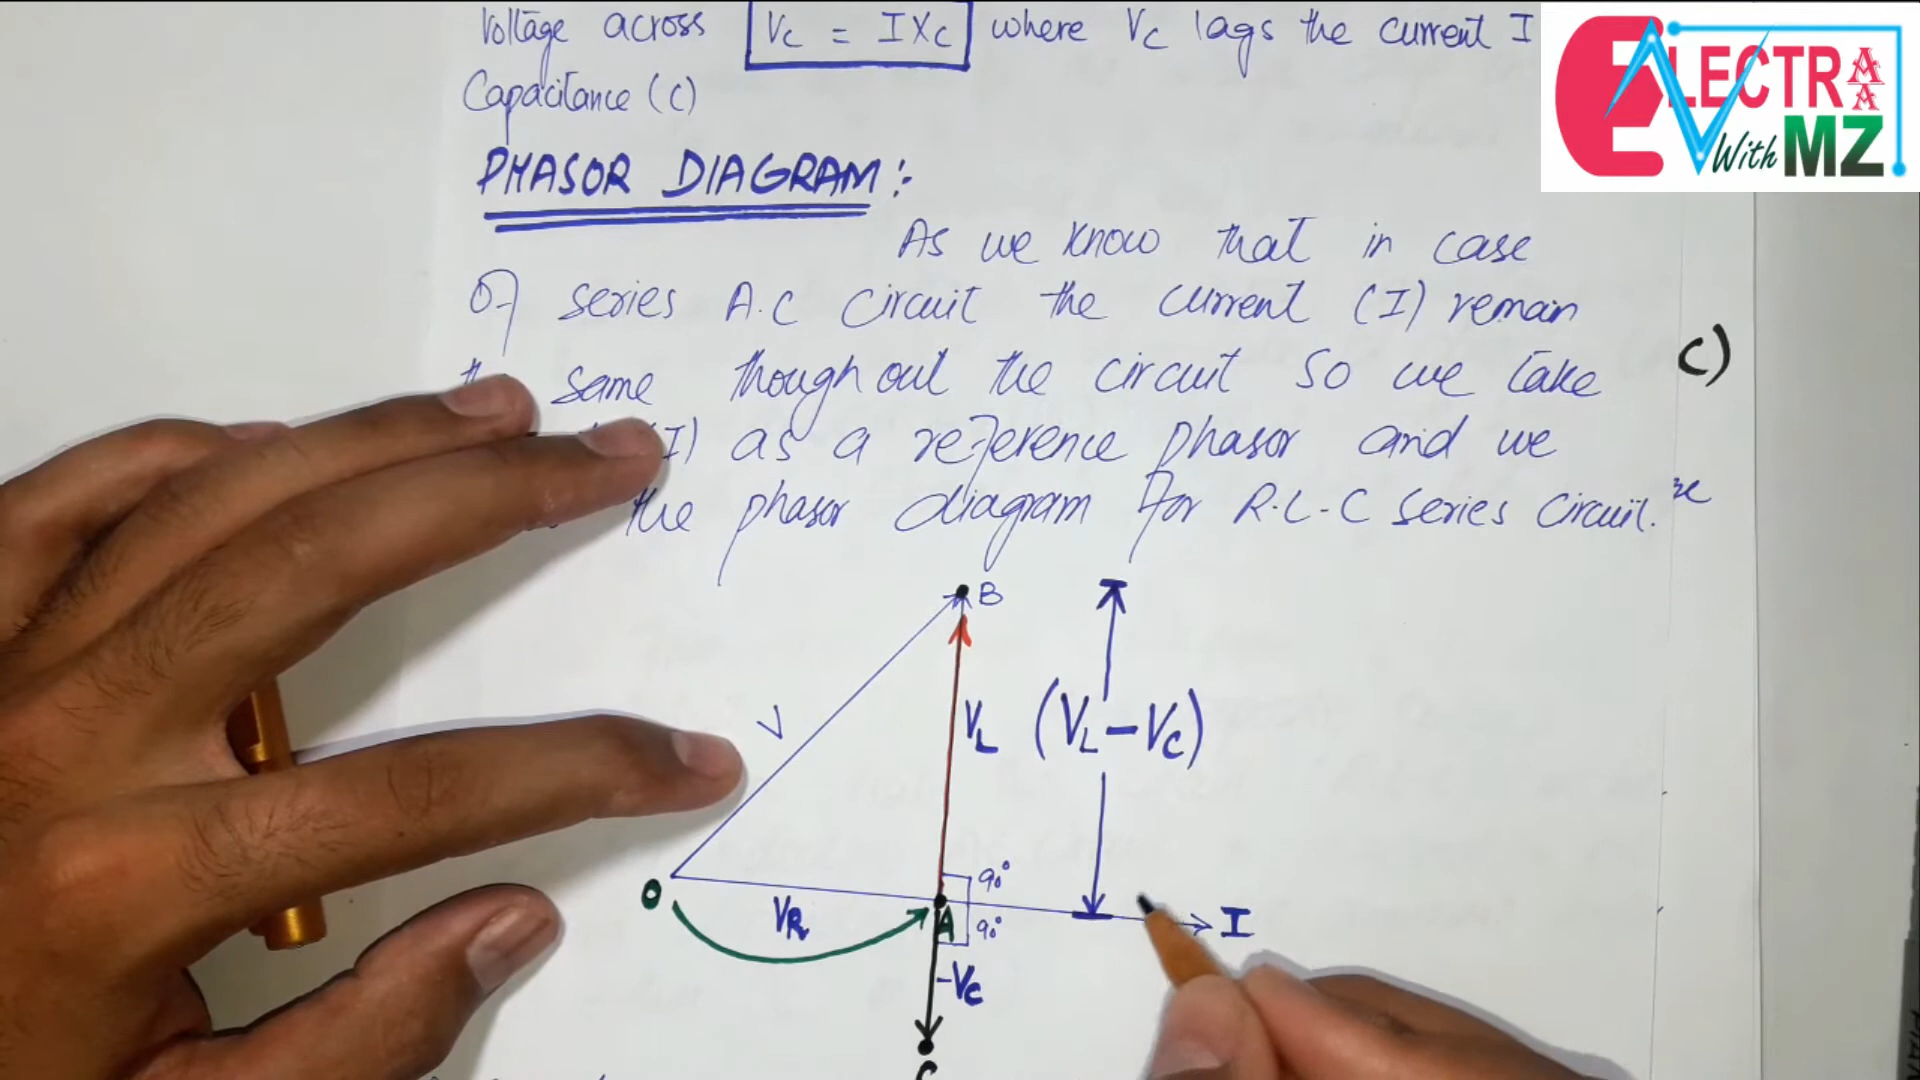 Voltage across Vc = IXc where Vc lags the current I
Capacitance (C)
PHASOR DIAGRAM :-
As we know that in case
of series A.C circuit the current (I) remain
same thoughout the circuit so we take
(I) as a reference phasor and we
the phasor diagram for R.L-C series circuit.
C)
B
V
VL
(VL-VC)
90°
O
VR
A
90°
I
-VC
ELECTRA
AA
With MZ